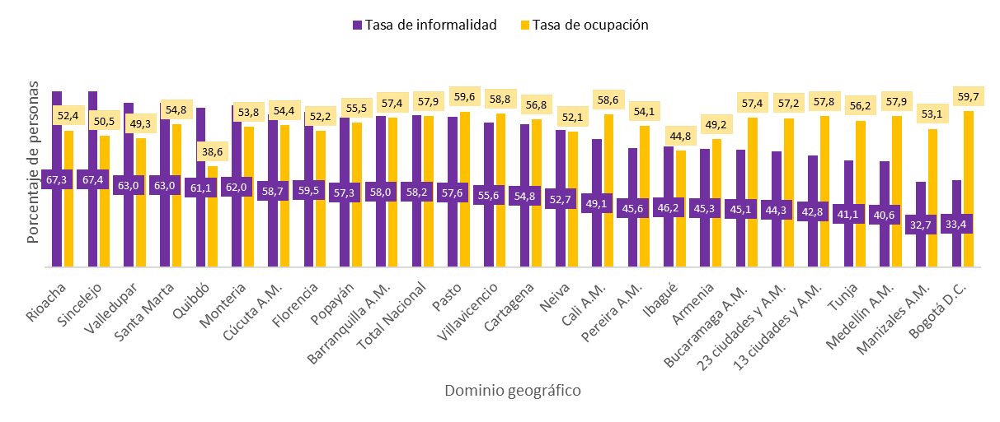 Tasa de informalidad Tasa de ocupación
Porcentaje de personas
52,4 50,5 49,3 54,8 38,6 53,8 54,4 52,2 55,5 57,4 57,9 59,6 58,8 56,8 52,1 58,6 54,1 44,8 49,2 57,4 57,2 57,8 56,2 57,9 53,1 59,7
67,3 67,4 63,0 63,0 61,1 62,0 58,7 59,5 57,3 58,0 58,2 57,6 55,6 54,8 52,7 49,1 45,6 46,2 45,3 45,1 44,3 42,8 41,1 40,6 32,7 33,4
Rioacha
Sincelejo
Valledupar
Santa Marta
Quibdó
Monteria
Cúcuta A.M.
Florencia
Popayán
Barranquilla A.M.
Total Nacional
Pasto
Villavicencio
Cartagena
Neiva
Cali A.M.
Pereira A.M.
Ibagué
Armenia
Bucaramaga A.M.
23 ciudades y A.M.
13 ciudades y A.M.
Tunja
Medellín A.M.
Manizales A.M.
Bogotá D.C.
Dominio geográfico